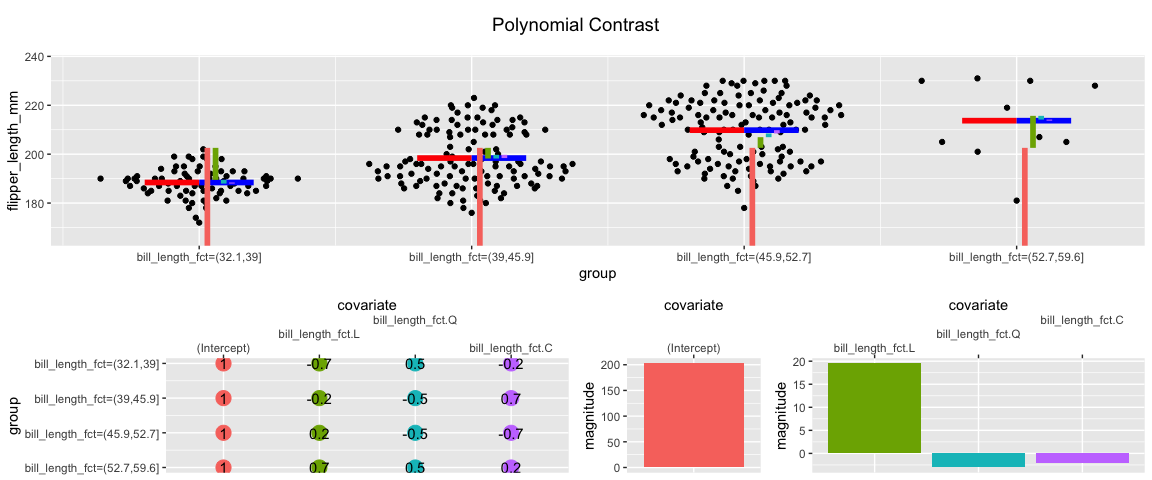 Polynomial Contrast
flipper_length_mm
240
220
200
180
bill_length_fct=(32.1,39]
bill_length_fct=(39,45.9]
bill_length_fct=(45.9,52.7]
bill_length_fct=(52.7,59.6]
group
covariate
(Intercept)
bill_length_fct.L
bill_length_fct.Q
bill_length_fct.C
group
bill_length_fct=(32.1,39] 1 -0.7 0.5 -0.2
bill_length_fct=(39,45.9] 1 -0.2 -0.5 0.7
bill_length_fct=(45.9,52.7] 1 0.2 -0.5 -0.7
bill_length_fct=(52.7,59.6] 1 0.7 0.5 0.2
covariate
(Intercept)
magnitude
200
150
100
50
0
covariate
bill_length_fct.L
bill_length_fct.Q
bill_length_fct.C
magnitude
20
15
10
5
0